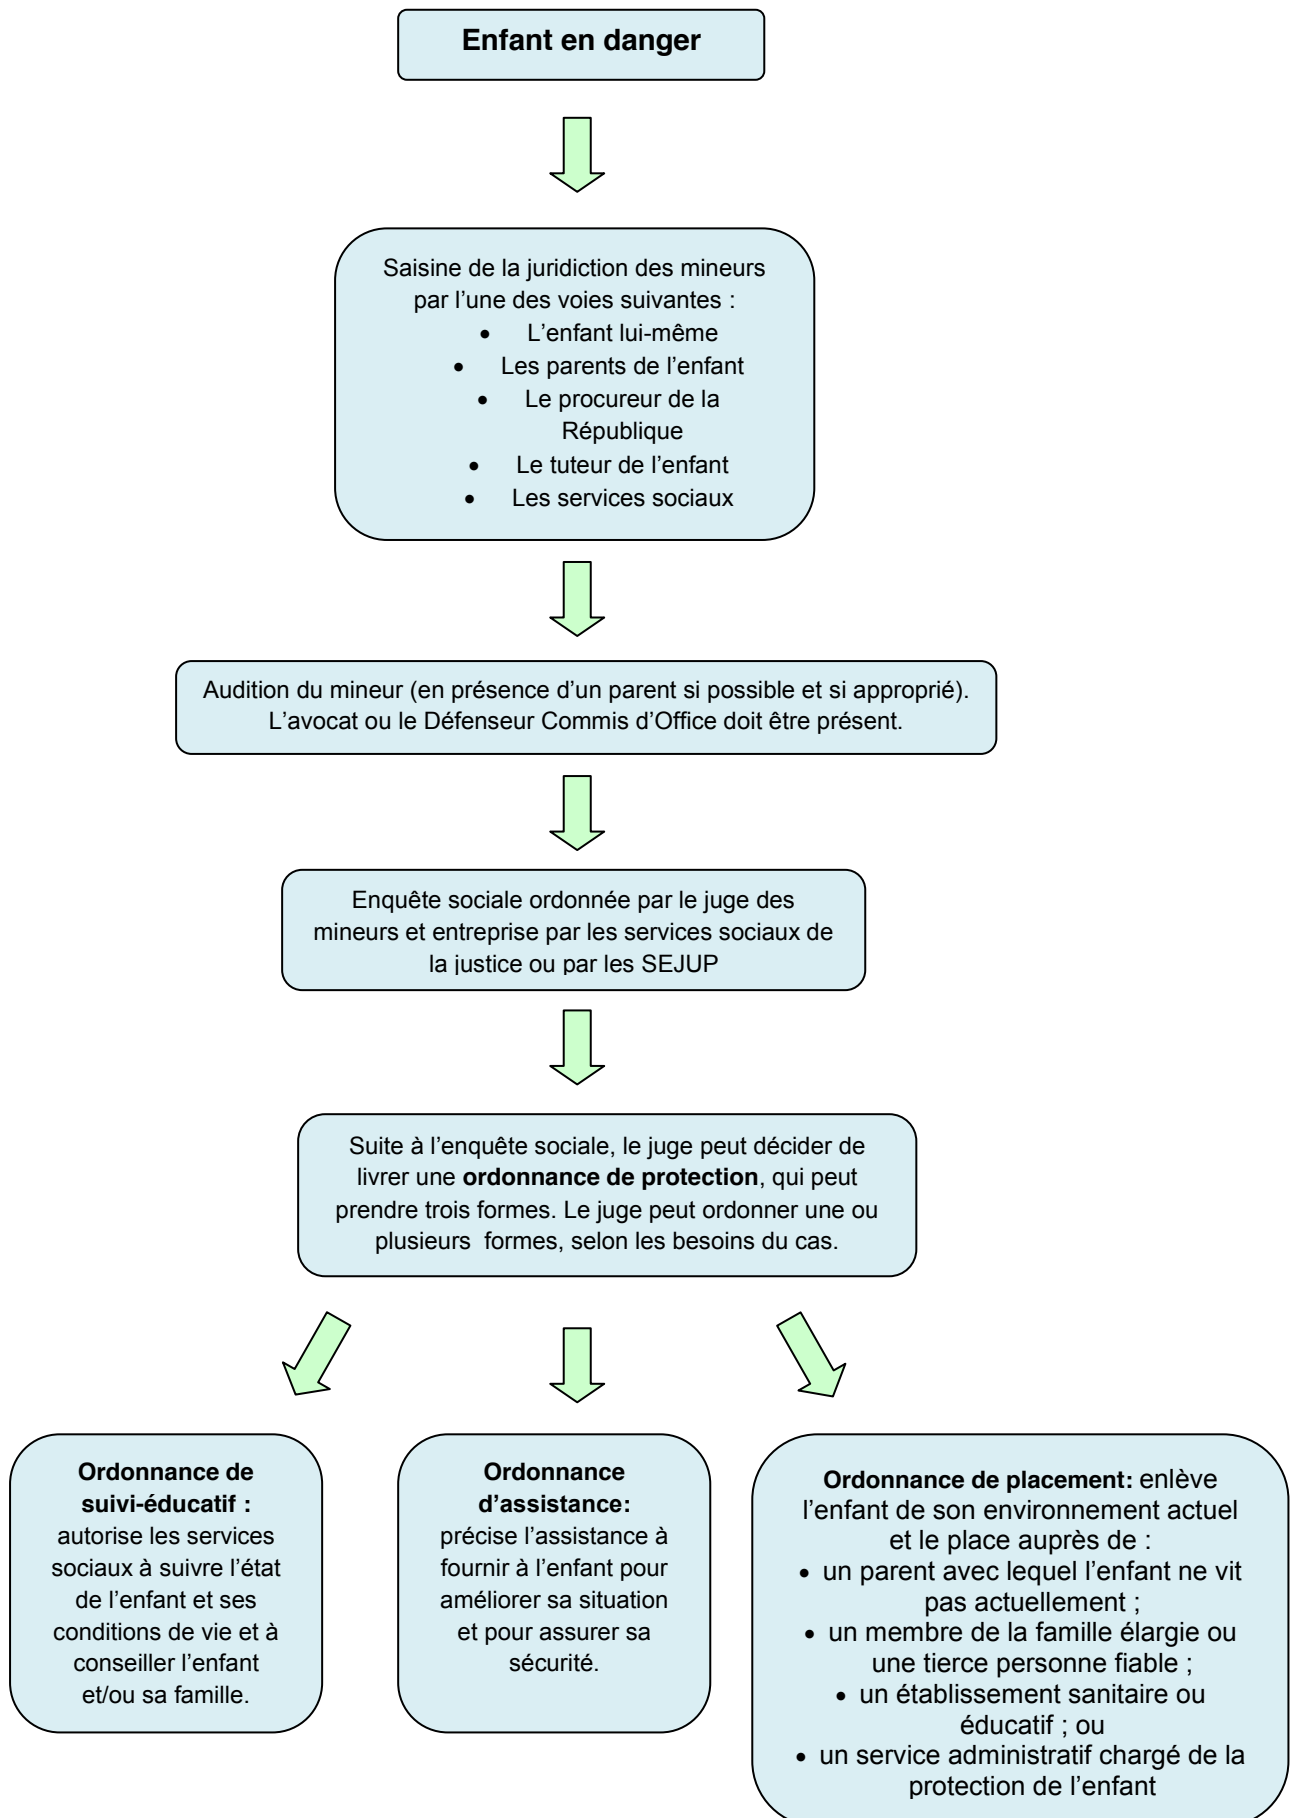 Enfant en danger
Saisine de la juridiction des mineurs
par l’une des voies suivantes :
• L’enfant lui-même
• Les parents de l’enfant
• Le procureur de la
République
• Le tuteur de l’enfant
• Les services sociaux
Audition du mineur (en présence d’un parent si possible et si approprié).
L’avocat ou le Défenseur Commis d’Office doit être présent.
Enquête sociale ordonnée par le juge des
mineurs et entreprise par les services sociaux de
la justice ou par les SEJUP
Suite à l’enquête sociale, le juge peut décider de
livrer une ordonnance de protection, qui peut
prendre trois formes. Le juge peut ordonner une ou
plusieurs formes, selon les besoins du cas.
Ordonnance de
suivi-éducatif :
autorise les services
sociaux à suivre l’état
de l’enfant et ses
conditions de vie et à
conseiller l’enfant
et/ou sa famille.
Ordonnance
d’assistance:
précise l’assistance à
fournir à l’enfant pour
améliorer sa situation
et pour assurer sa
sécurité.
Ordonnance de placement: enlève
l’enfant de son environnement actuel
et le place auprès de :
• un parent avec lequel l’enfant ne vit
pas actuellement ;
• un membre de la famille élargie ou
une tierce personne fiable ;
• un établissement sanitaire ou
éducatif ; ou
• un service administratif chargé de la
protection de l’enfant